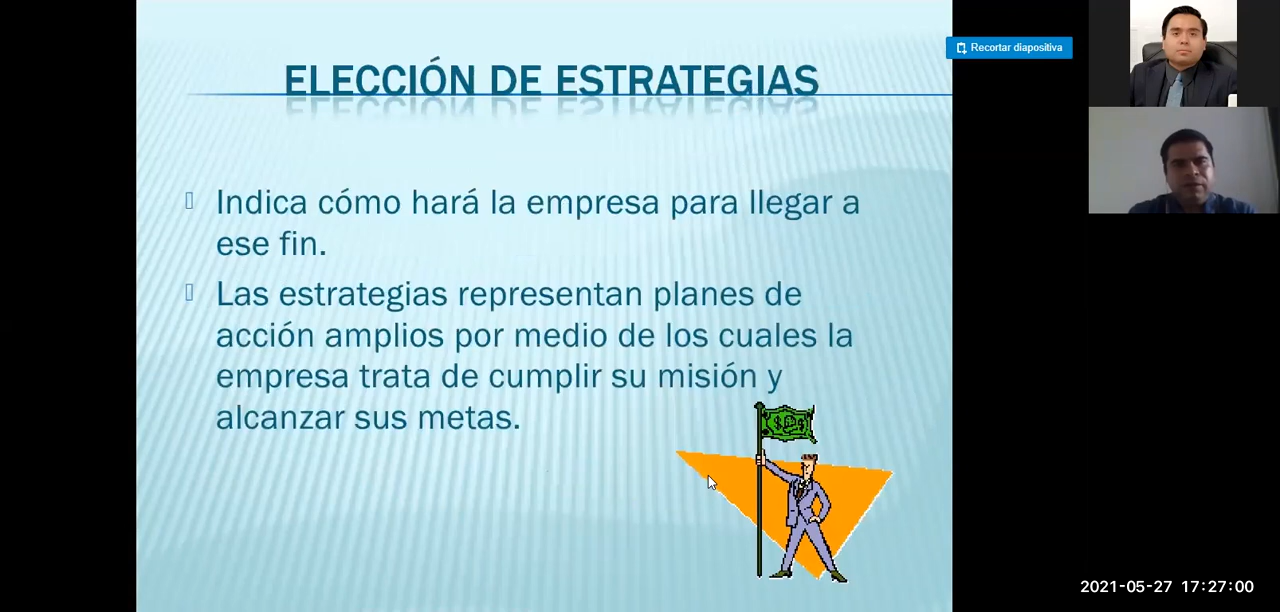 ELECCIÓN DE ESTRATEGIAS
Recortar diapositiva
Indica cómo hará la empresa para llegar a
ese fin.
Las estrategias representan planes de
acción amplios por medio de los cuales la
empresa trata de cumplir su misión y
alcanzar sus metas.
2021-05-27 17:27:00